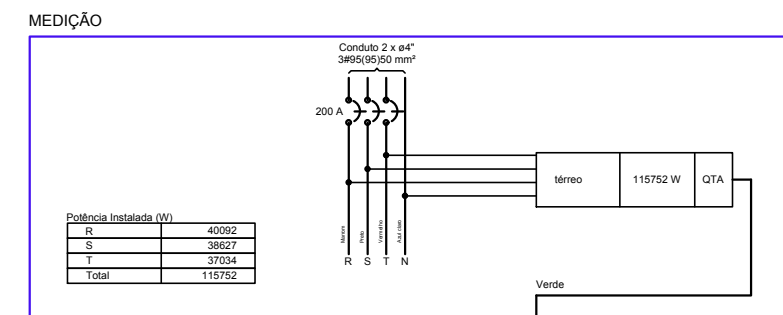 MEDIÇÃO
Conduto 2 x ø4"
3#95(95)50 mm²
200 A
térreo 115752 W QTA
Potência Instalada (W)
R 40092
S 38627
T 37034
Total 115752
Marrom
Preto
Vermelho
Azul claro
R S T N
Verde